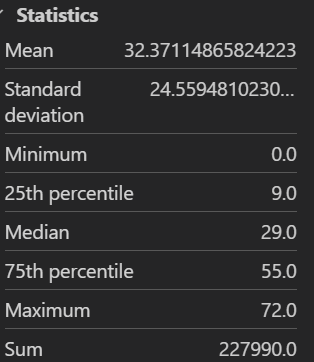 Statistics
Mean 32.37114865824223
Standard 24.5594810230...
deviation
Minimum 0.0
25th percentile 9.0
Median 29.0
75th percentile 55.0
Maximum 72.0
Sum 227990.0